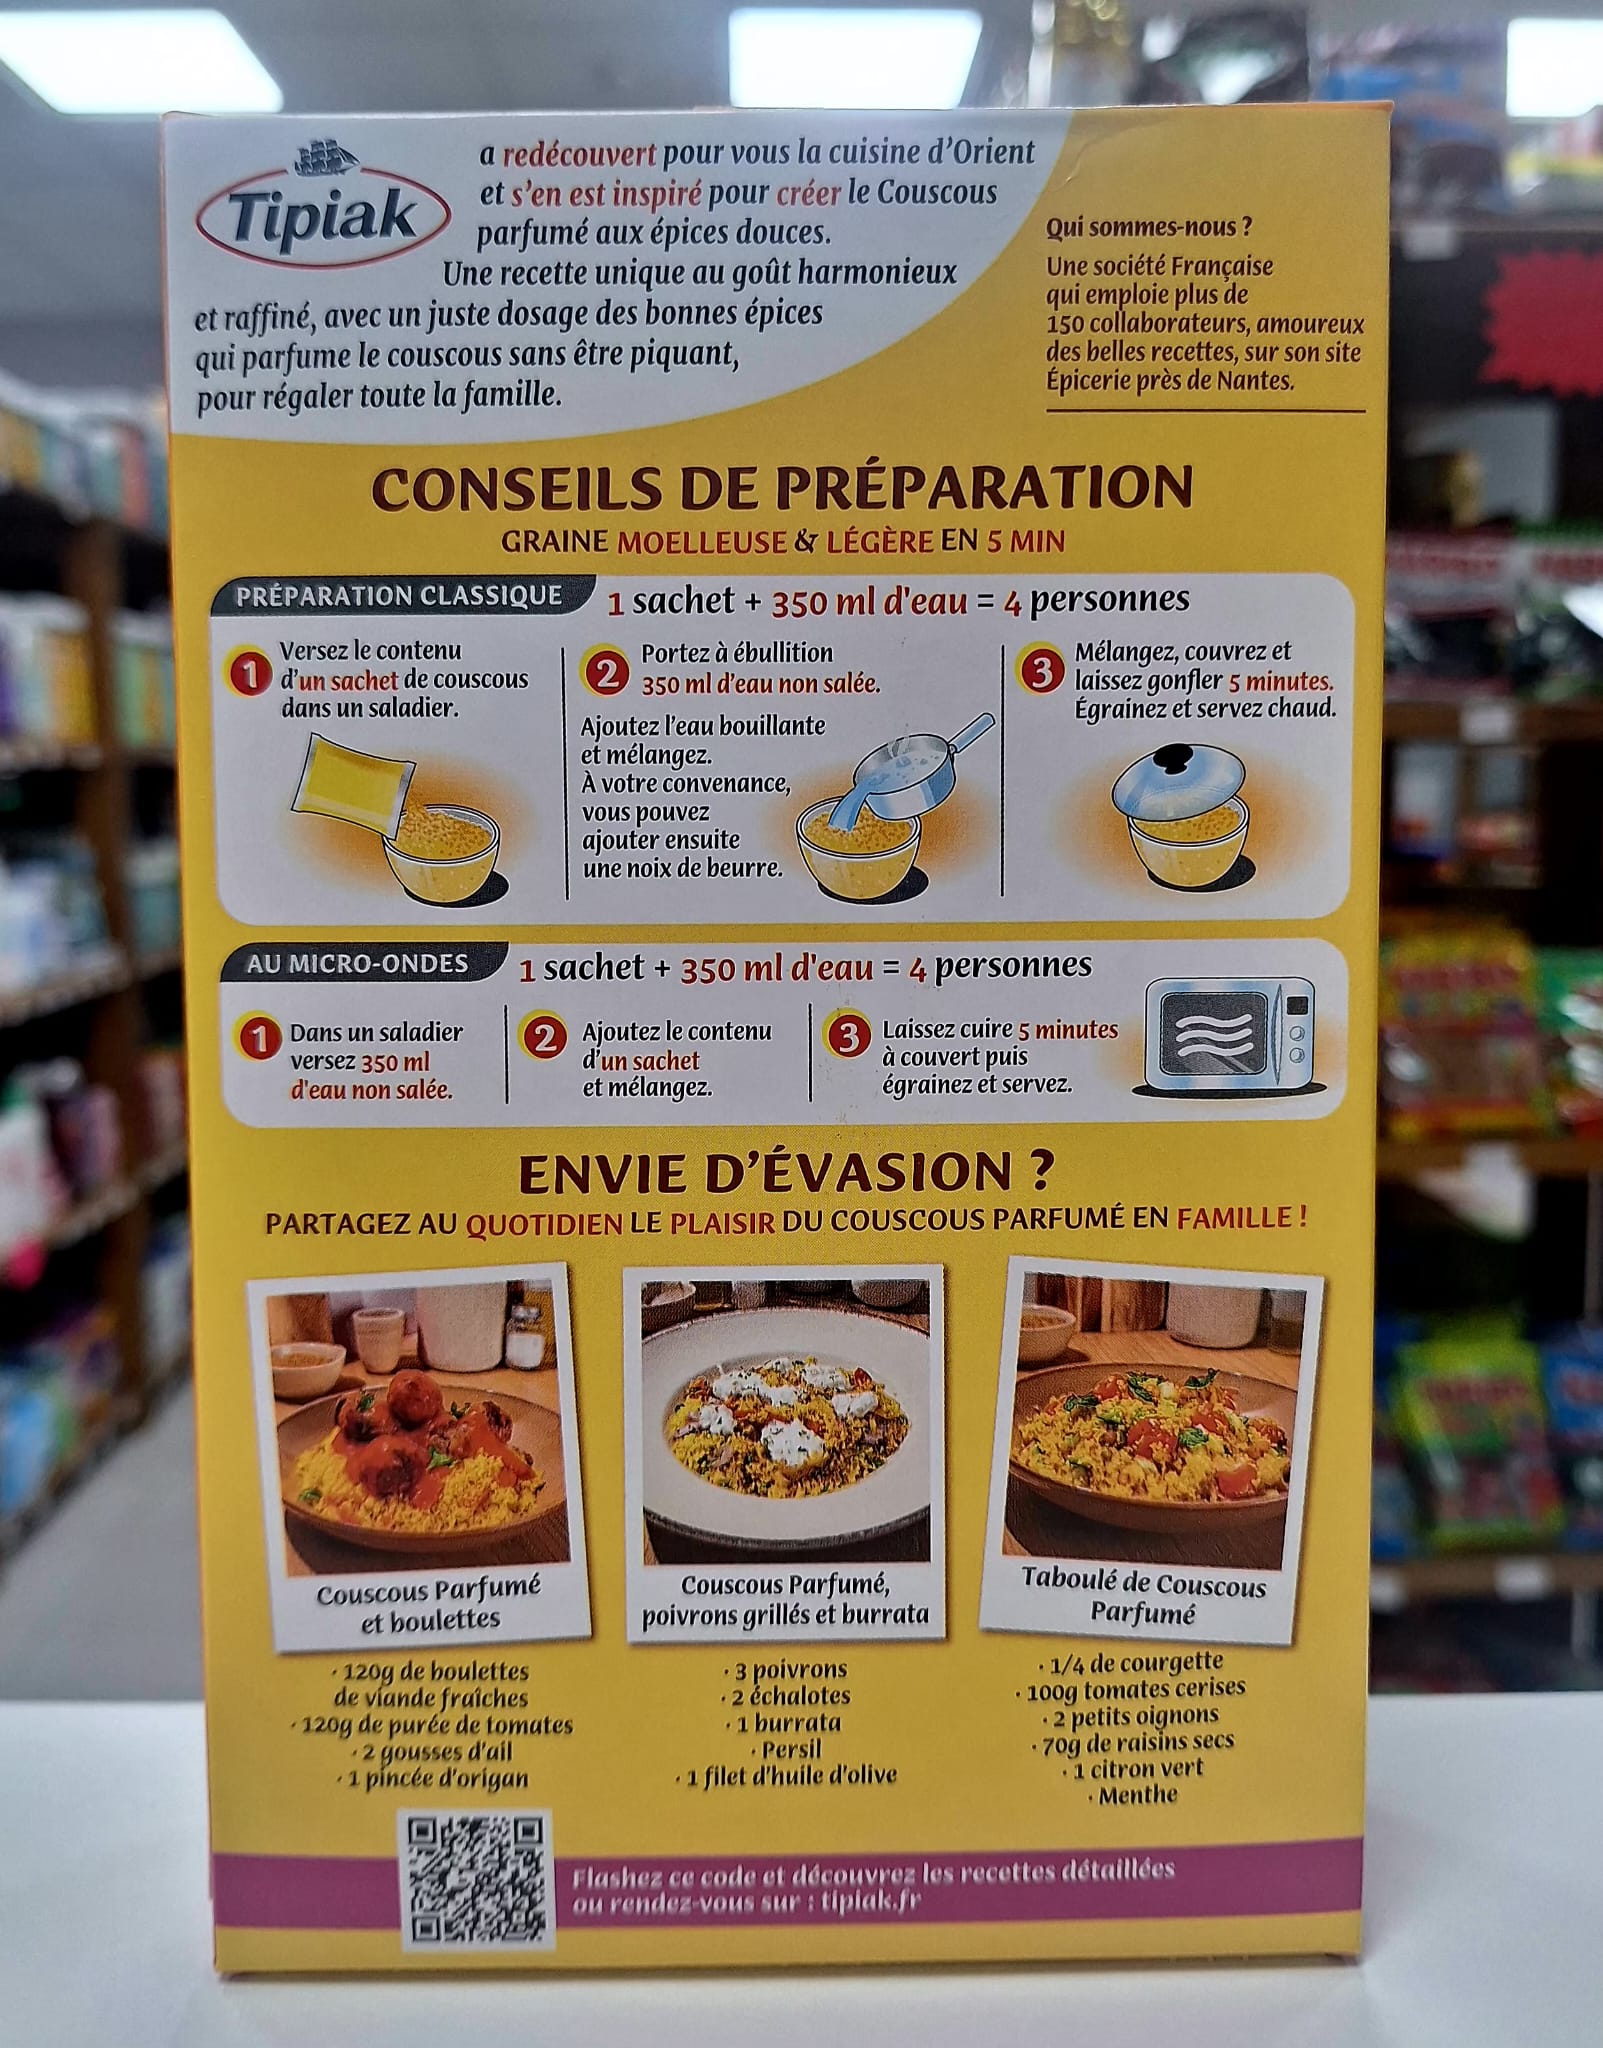 Tipiak
a redécouvert pour vous la cuisine d'Orient
et s'en est inspiré pour créer le Couscous
parfumé aux épices douces.
Une recette unique au goût harmonieux
et raffiné, avec un juste dosage des bonnes épices
qui parfume le couscous sans être piquant,
pour régaler toute la famille.
Qui sommes-nous ?
Une société Française
qui emploie plus de
150 collaborateurs, amoureux
des belles recettes, sur son site
Épicerie près de Nantes.
CONSEILS DE PRÉPARATION
GRAINE MOELLEUSE & LÉGÈRE EN 5 MIN
PRÉPARATION CLASSIQUE
1 sachet + 350 ml d'eau = 4 personnes
1
Versez le contenu
d'un sachet de couscous
dans un saladier.
2
Portez à ébullition
350 ml d'eau non salée.
Ajoutez l'eau bouillante
et mélangez.
À votre convenance,
vous pouvez
ajouter ensuite
une noix de beurre.
3
Mélangez, couvrez et
laissez gonfler 5 minutes.
Égrainez et servez chaud.
AU MICRO-ONDES
1 sachet + 350 ml d'eau = 4 personnes
1
Dans un saladier
versez 350 ml
d'eau non salée.
2
Ajoutez le contenu
d'un sachet
et mélangez.
3
Laissez cuire 5 minutes
à couvert puis
égrainez et servez.
ENVIE D'ÉVASION ?
PARTAGEZ AU QUOTIDIEN LE PLAISIR DU COUSCOUS PARFUMÉ EN FAMILLE !
Couscous Parfumé
et boulettes
· 120g de boulettes
de viande fraîches
· 120g de purée de tomates
· 2 gousses d'ail
· 1 pincée d'origan
Couscous Parfumé,
poivrons grillés et burrata
· 3 poivrons
· 2 échalotes
· 1 burrata
· Persil
· 1 filet d'huile d'olive
Taboulé de Couscous
Parfumé
· 1/4 de courgette
· 100g tomates cerises
· 2 petits oignons
· 70g de raisins secs
· 1 citron vert
· Menthe
Flashez ce code et découvrez les recettes détaillées
ou rendez-vous sur : tipiak.fr